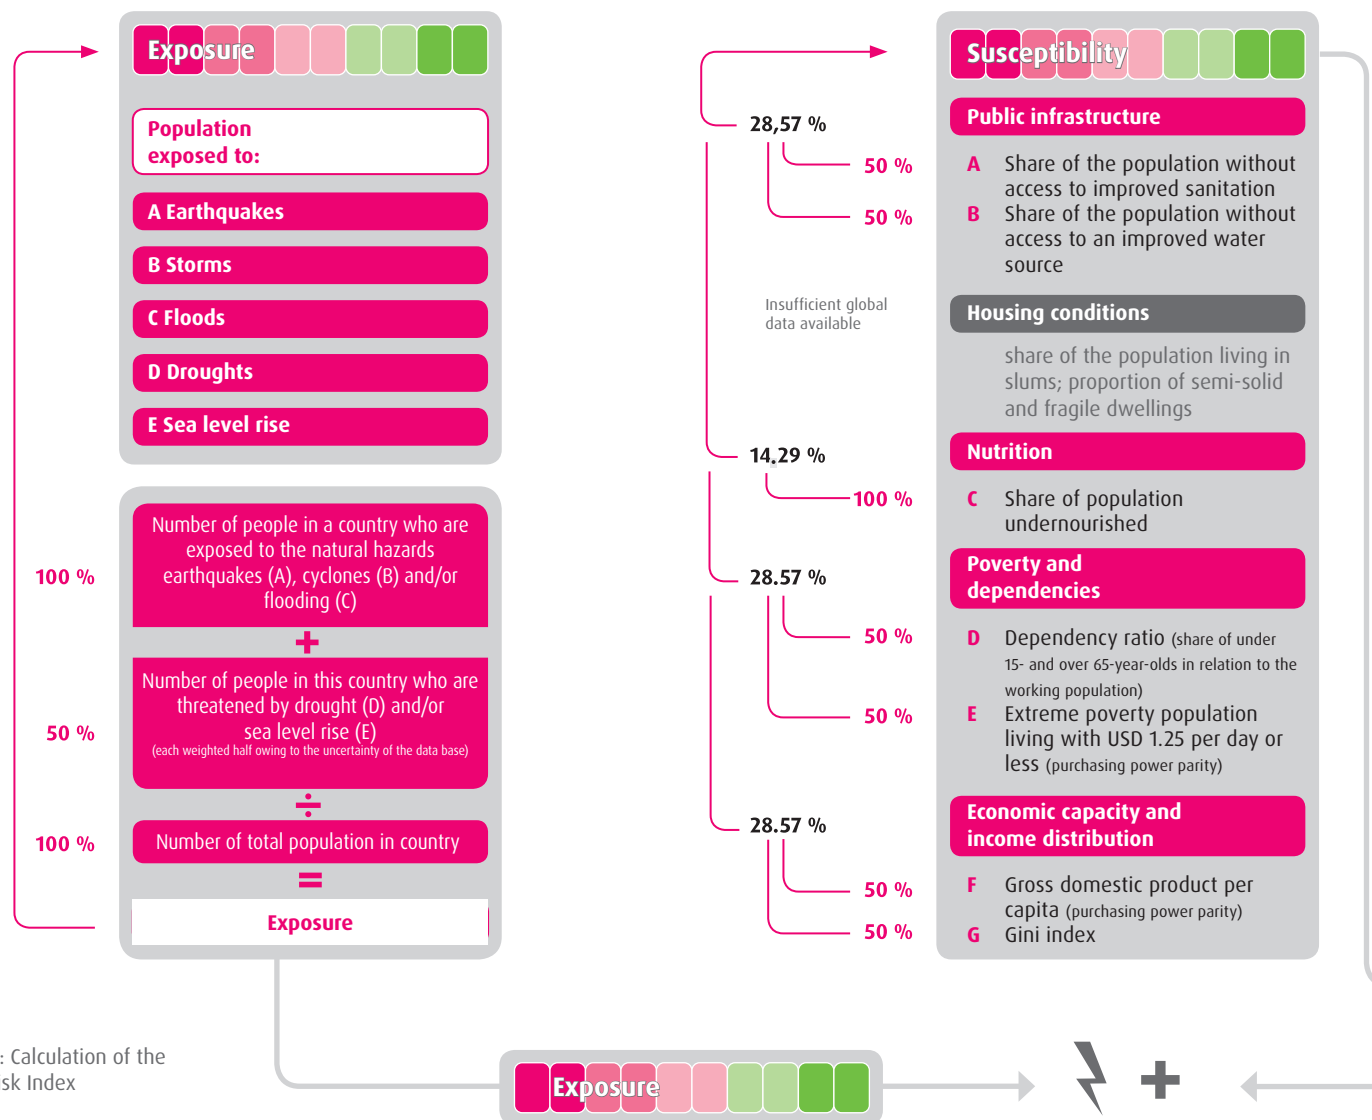 Exposure
Population
exposed to:
A Earthquakes
B Storms
C Floods
D Droughts
E Sea level rise
100 %
Number of people in a country who are
exposed to the natural hazards
earthquakes (A), cyclones (B) and/or
flooding (C)
+
50 %
Number of people in this country who are
threatened by drought (D) and/or
sea level rise (E)
(each weighted half owing to the uncertainty of the data base)
÷
100 %
Number of total population in country
=
Exposure
Susceptibility
28,57 %
Public infrastructure
50 %
A Share of the population without
access to improved sanitation
50 %
B Share of the population without
access to an improved water
source
Insufficient global
data available
Housing conditions
share of the population living in
slums; proportion of semi-solid
and fragile dwellings
14.29 %
Nutrition
100 %
C Share of population
undernourished
28.57 %
Poverty and
dependencies
50 %
D Dependency ratio (share of under
15- and over 65-year-olds in relation to the
working population)
50 %
E Extreme poverty population
living with USD 1.25 per day or
less (purchasing power parity)
28.57 %
Economic capacity and
income distribution
50 %
F Gross domestic product per
capita (purchasing power parity)
50 %
G Gini index
: Calculation of the
isk Index
Exposure
+